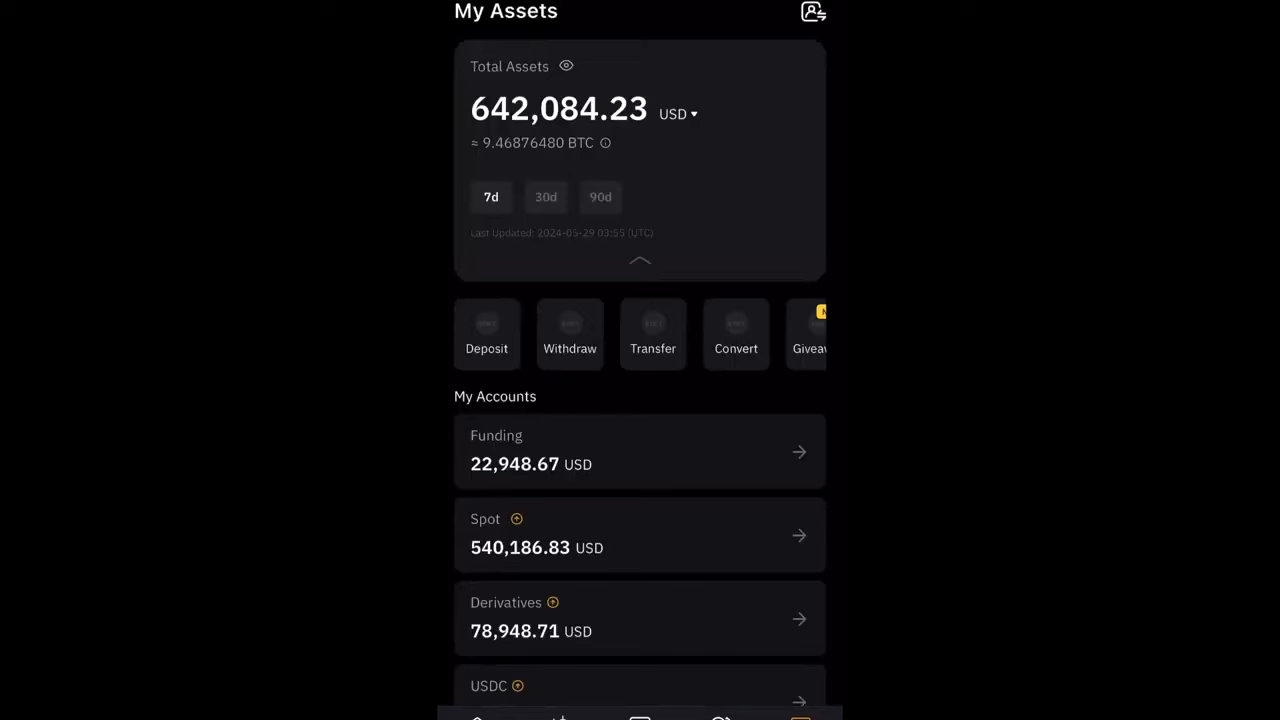 My Assets
Total Assets
642,084.23 USD
≈ 9.46876480 BTC
7d 30d 90d
Last Updated: 2024-05-29 03:55 (UTC)
Deposit Withdraw Transfer Convert Giveaw
My Accounts
Funding
22,948.67 USD
Spot
540,186.83 USD
Derivatives
78,948.71 USD
USDC